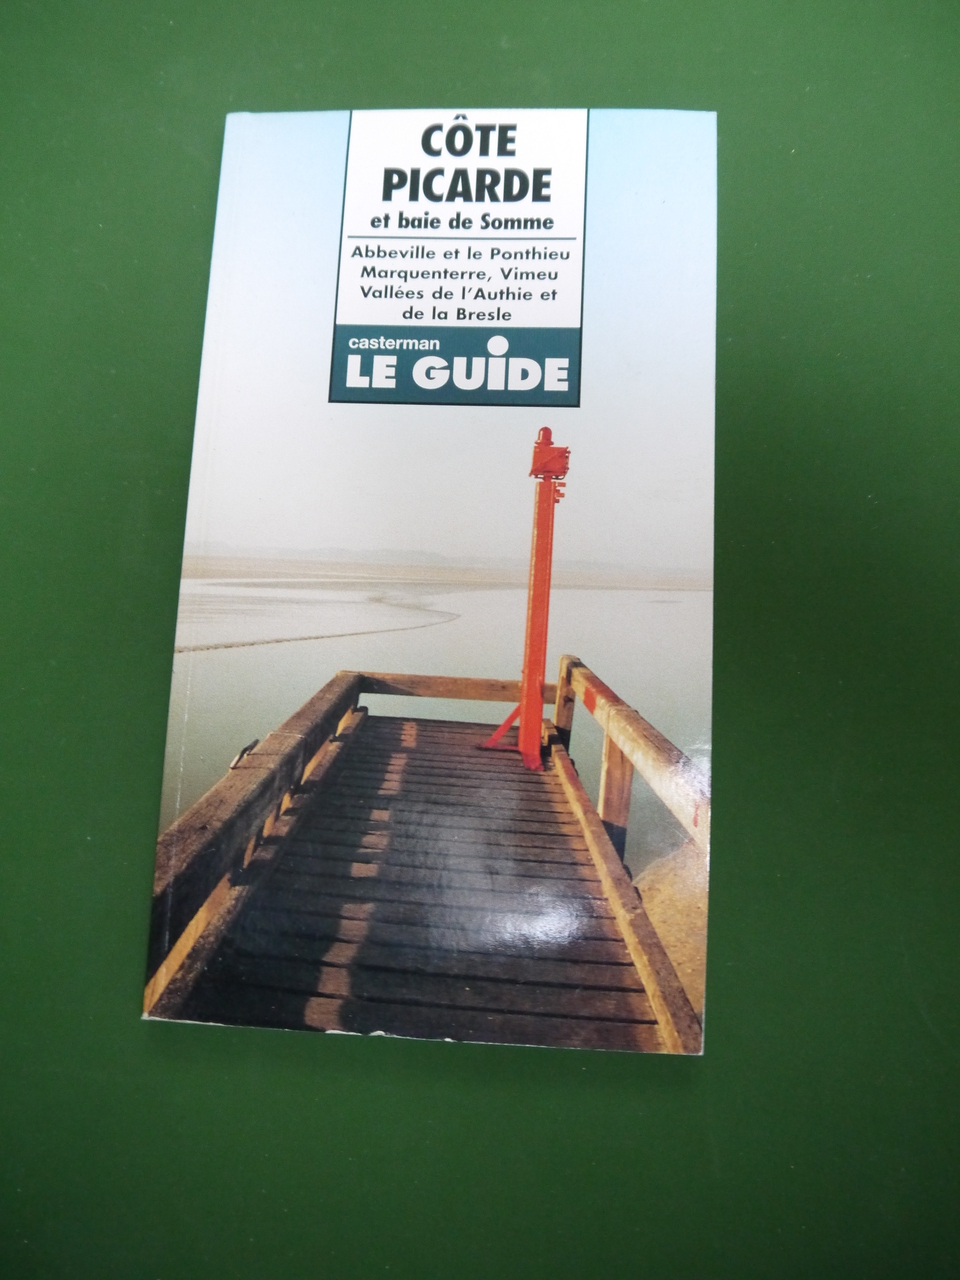 CÔTE
PICARDE
et baie de Somme
Abbeville et le Ponthieu
Marquenterre, Vimeu
Vallées de l'Authie et
de la Bresle
casterman
LE GUiDE